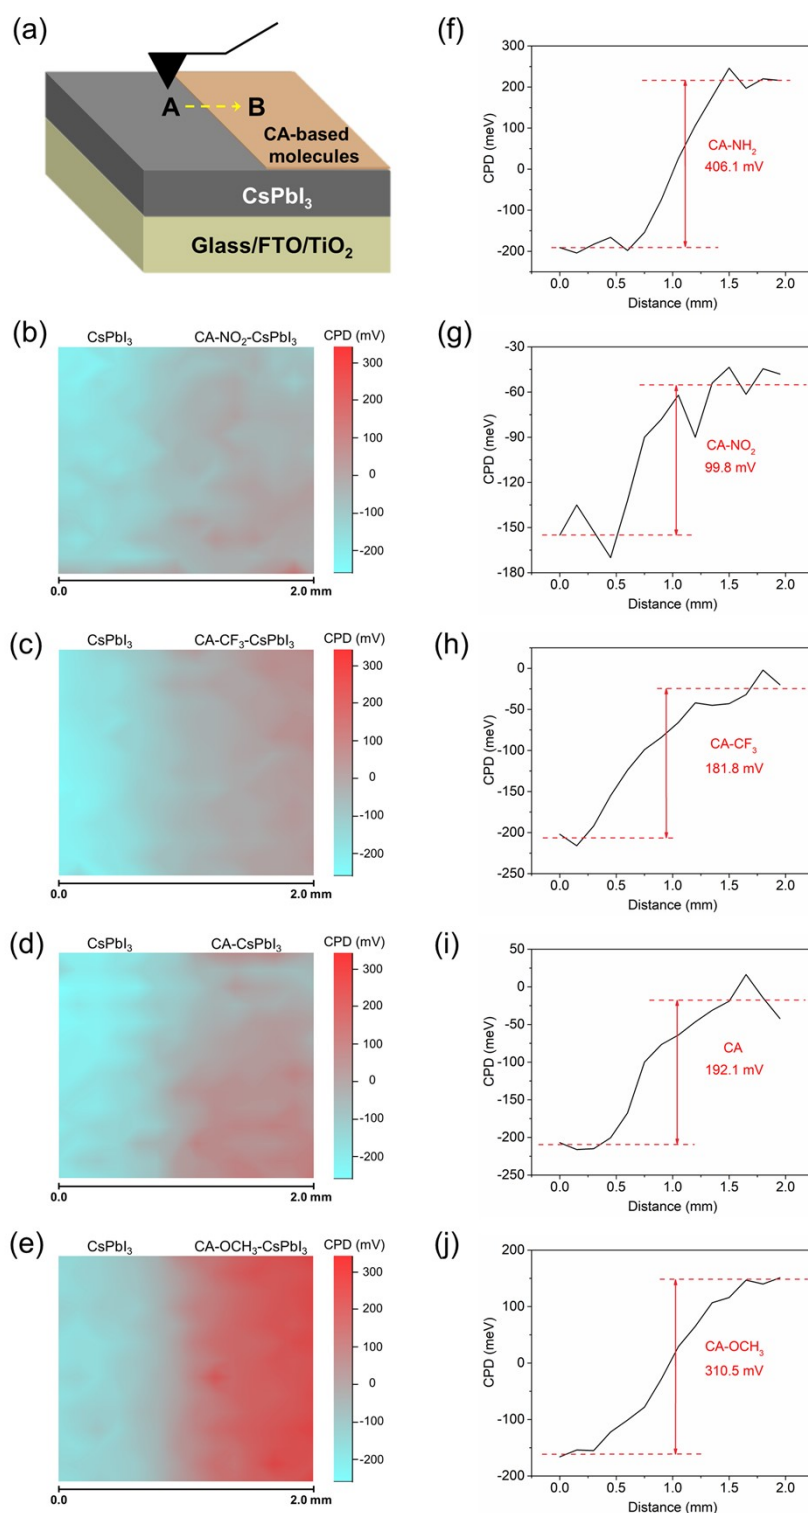 (a)
A
B
CA-based
molecules
CsPbI₃
Glass/FTO/TiO₂
(b)
CsPbI₃
CA-NO₂-CsPbI₃
CPD (mV)
300
200
100
0
-100
-200
0.0
2.0 mm
(c)
CsPbI₃
CA-CF₃-CsPbI₃
CPD (mV)
300
200
100
0
-100
-200
0.0
2.0 mm
(d)
CsPbI₃
CA-CsPbI₃
CPD (mV)
300
200
100
0
-100
-200
0.0
2.0 mm
(e)
CsPbI₃
CA-OCH₃-CsPbI₃
CPD (mV)
300
200
100
0
-100
-200
0.0
2.0 mm
(f)
CPD (meV)
300
200
100
0
-100
-200
-300
CA-NH₂
406.1 mV
0.0 0.5 1.0 1.5 2.0
Distance (mm)
(g)
CPD (meV)
-30
-60
-90
-120
-150
-180
CA-NO₂
99.8 mV
0.0 0.5 1.0 1.5 2.0
Distance (mm)
(h)
CPD (meV)
0
-50
-100
-150
-200
-250
CA-CF₃
181.8 mV
0.0 0.5 1.0 1.5 2.0
Distance (mm)
(i)
CPD (meV)
50
0
-50
-100
-150
-200
-250
CA
192.1 mV
0.0 0.5 1.0 1.5 2.0
Distance (mm)
(j)
CPD (meV)
200
100
0
-100
-200
CA-OCH₃
310.5 mV
0.0 0.5 1.0 1.5 2.0
Distance (mm)